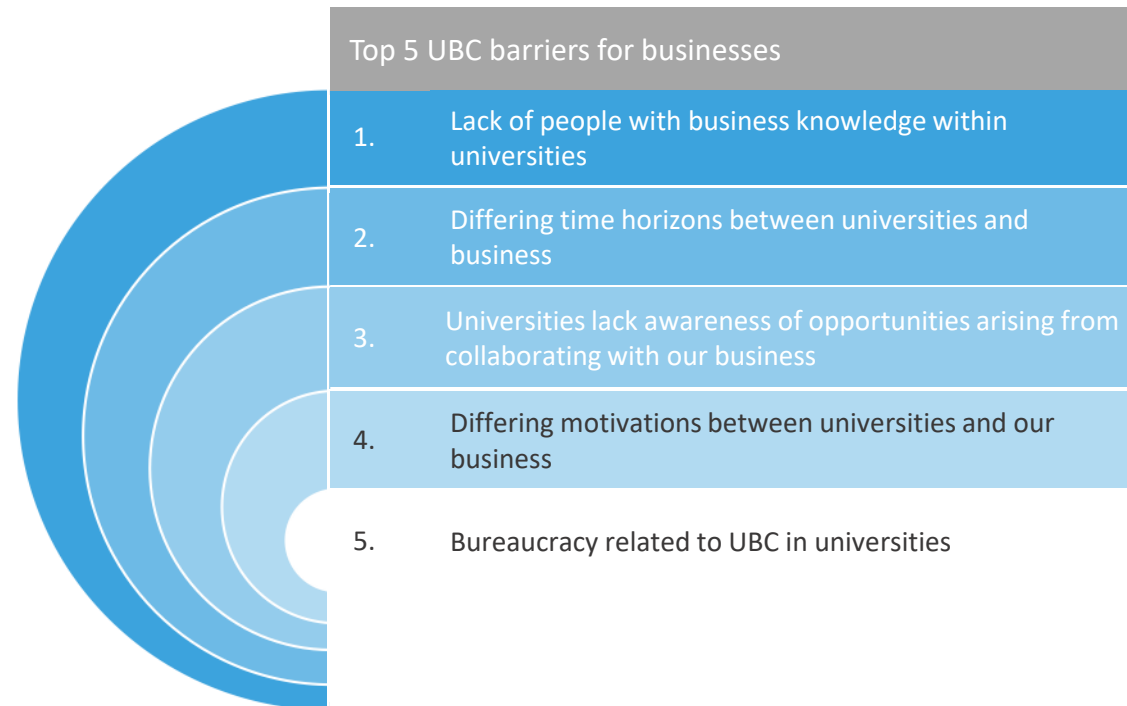 Top 5 UBC barriers for businesses
1. Lack of people with business knowledge within
universities
2. Differing time horizons between universities and
business
3. Universities lack awareness of opportunities arising from
collaborating with our business
4. Differing motivations between universities and our
business
5. Bureaucracy related to UBC in universities